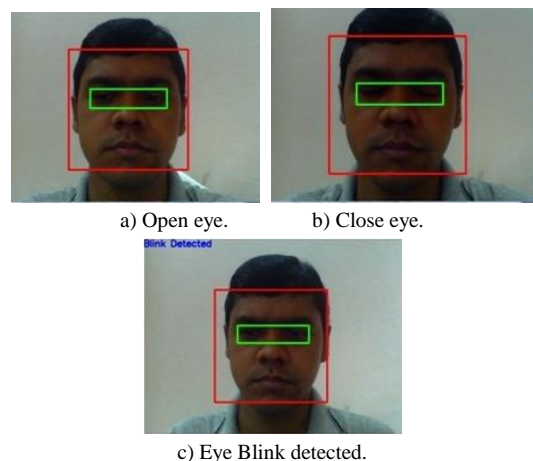 a) Open eye.
b) Close eye.
Blink Detected
c) Eye Blink detected.